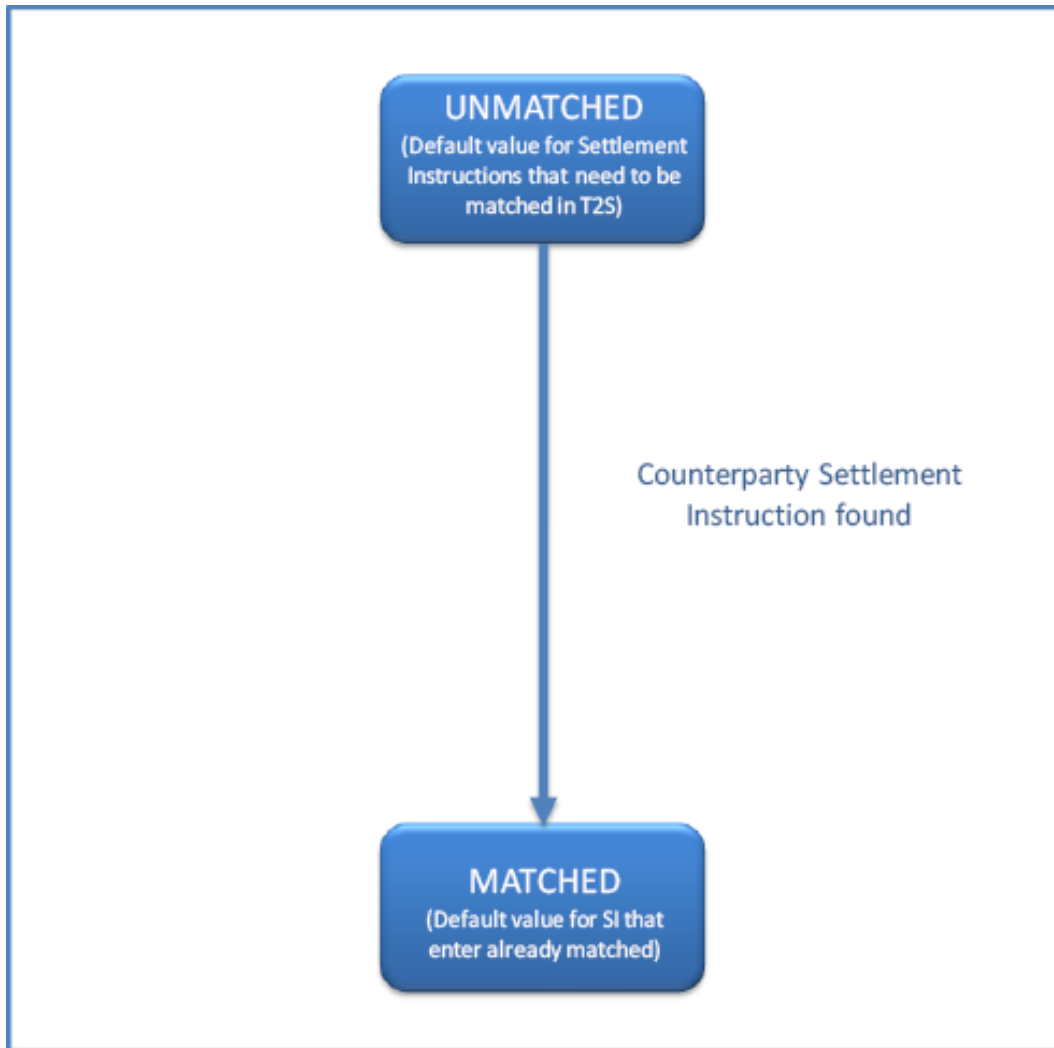 UNMATCHED
(Default value for Settlement
Instructions that need to be
matched in T2S)
Counterparty Settlement
Instruction found
MATCHED
(Default value for SI that
enter already matched)